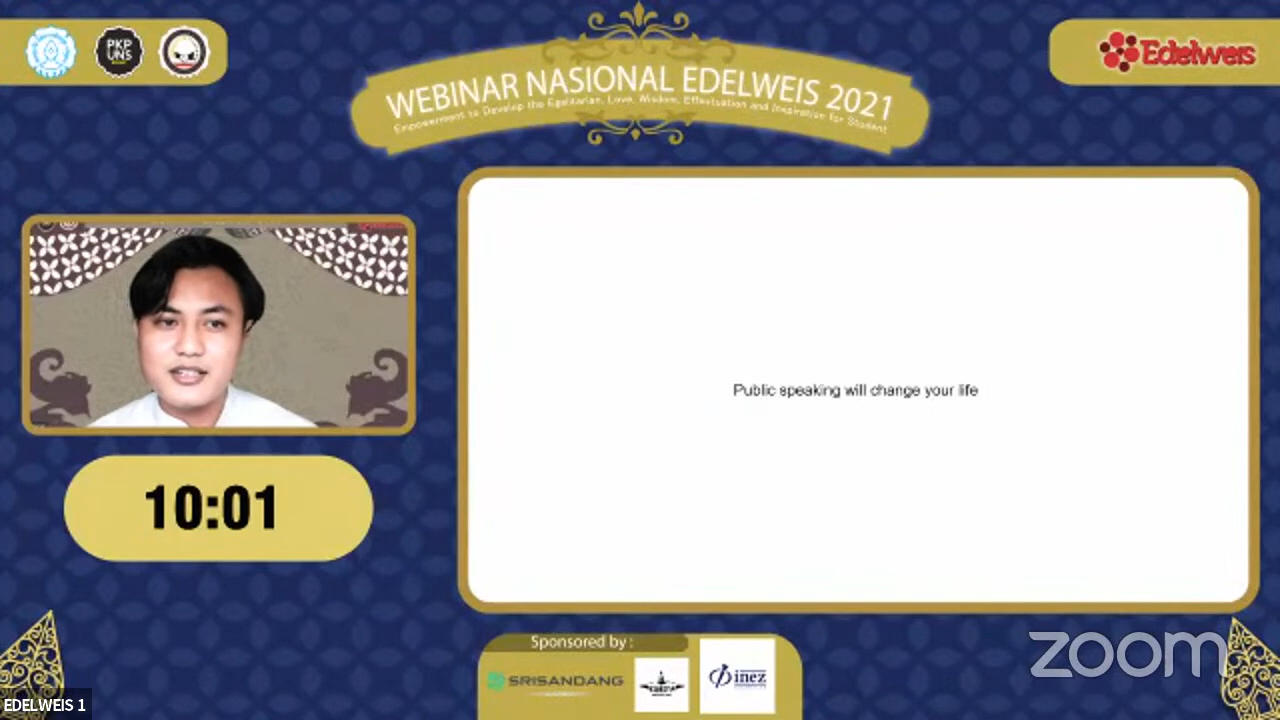 PKP
UNS
Edelweis
WEBINAR NASIONAL EDELWEIS 2021
Empowerment to Develop the Egalitarian, Love, Wisdom, Effectuation and Inspiration for Student
Public speaking will change your life
10:01
Sponsored by :
SRISANDANG
inez
zoom
EDELWEIS 1